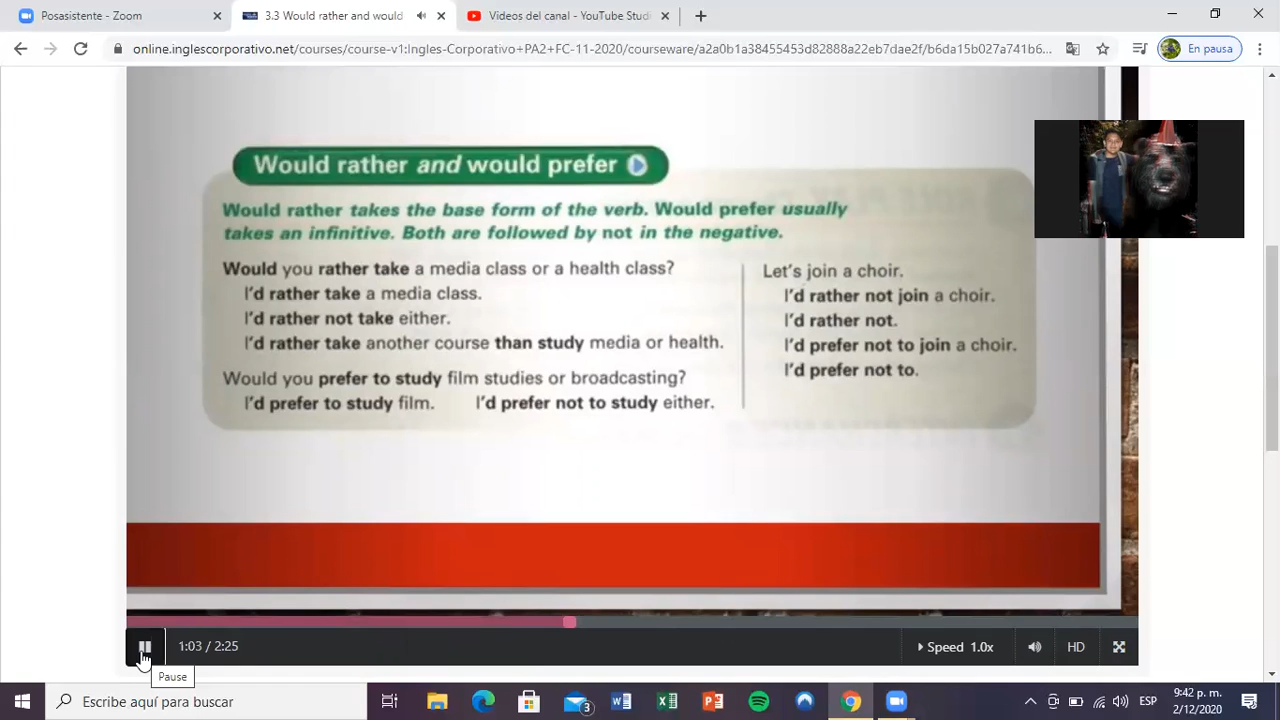 Posasistente - Zoom
3.3 Would rather and would
Videos del canal - YouTube Studi
online.inglescorporativo.net/courses/course-v1:Ingles-Corporativo+PA2+FC-11-2020/courseware/a2a0b1a38455453d82888a22eb7dae2f/b6da15b027a741b6...
En pausa
Would rather and would prefer
Would rather takes the base form of the verb. Would prefer usually
takes an infinitive. Both are followed by not in the negative.
Would you rather take a media class or a health class?
I'd rather take a media class.
I'd rather not take either.
I'd rather take another course than study media or health.
Would you prefer to study film studies or broadcasting?
I'd prefer to study film. I'd prefer not to study either.
Let's join a choir.
I'd rather not join a choir.
I'd rather not.
I'd prefer not to join a choir.
I'd prefer not to.
1:03 / 2:25
Speed 1.0x
HD
Pause
Escribe aquí para buscar
3
ESP
9:42 p. m.
2/12/2020